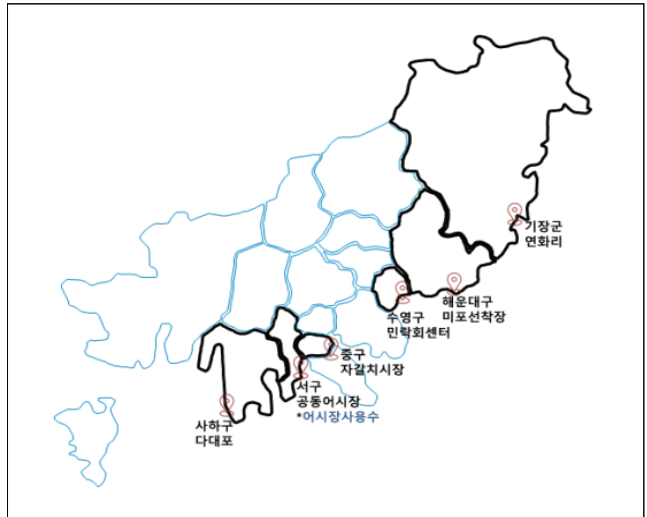 기장군
연화리
해운대구
미포선착장
수영구
민락회센터
중구
자갈치시장
서구
공동어시장
*어시장사용수
사하구
다대포